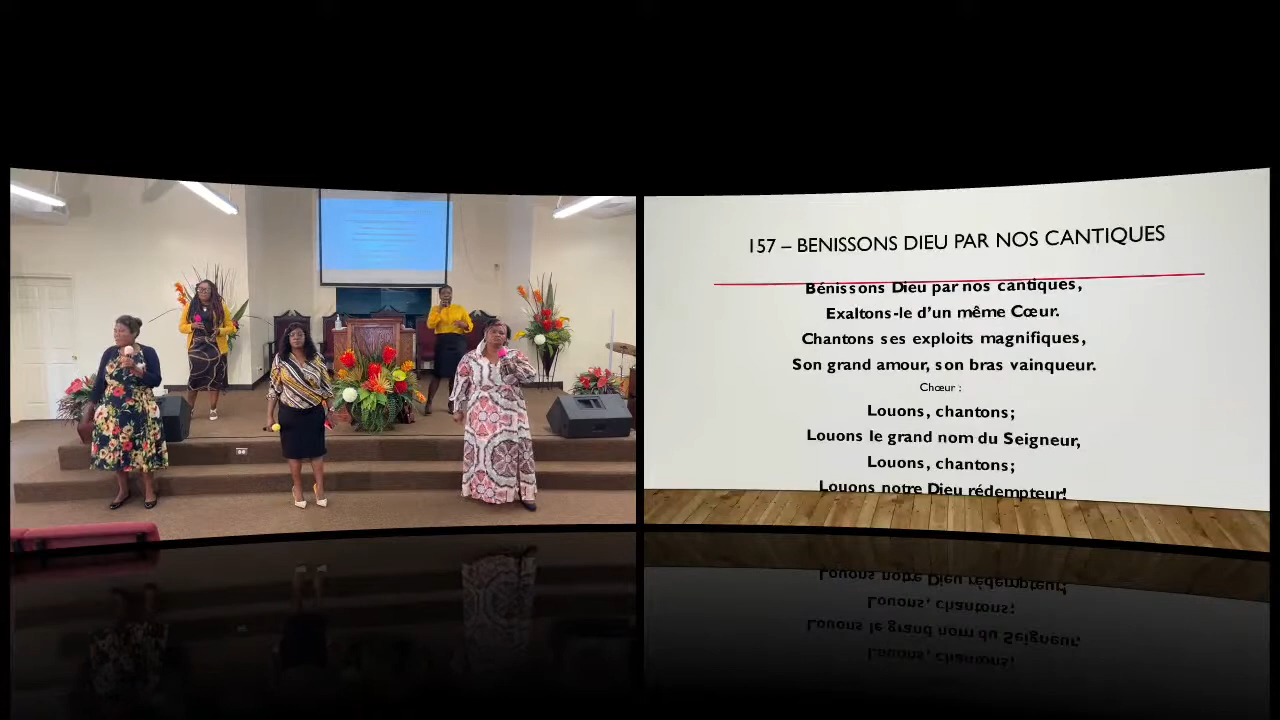 157 – BENISSONS DIEU PAR NOS CANTIQUES
Bénissons Dieu par nos cantiques,
Exaltons-le d'un même Cœur.
Chantons ses exploits magnifiques,
Son grand amour, son bras vainqueur.
Chœur :
Louons, chantons;
Louons le grand nom du Seigneur,
Louons, chantons;
Louons notre Dieu rédempteur!